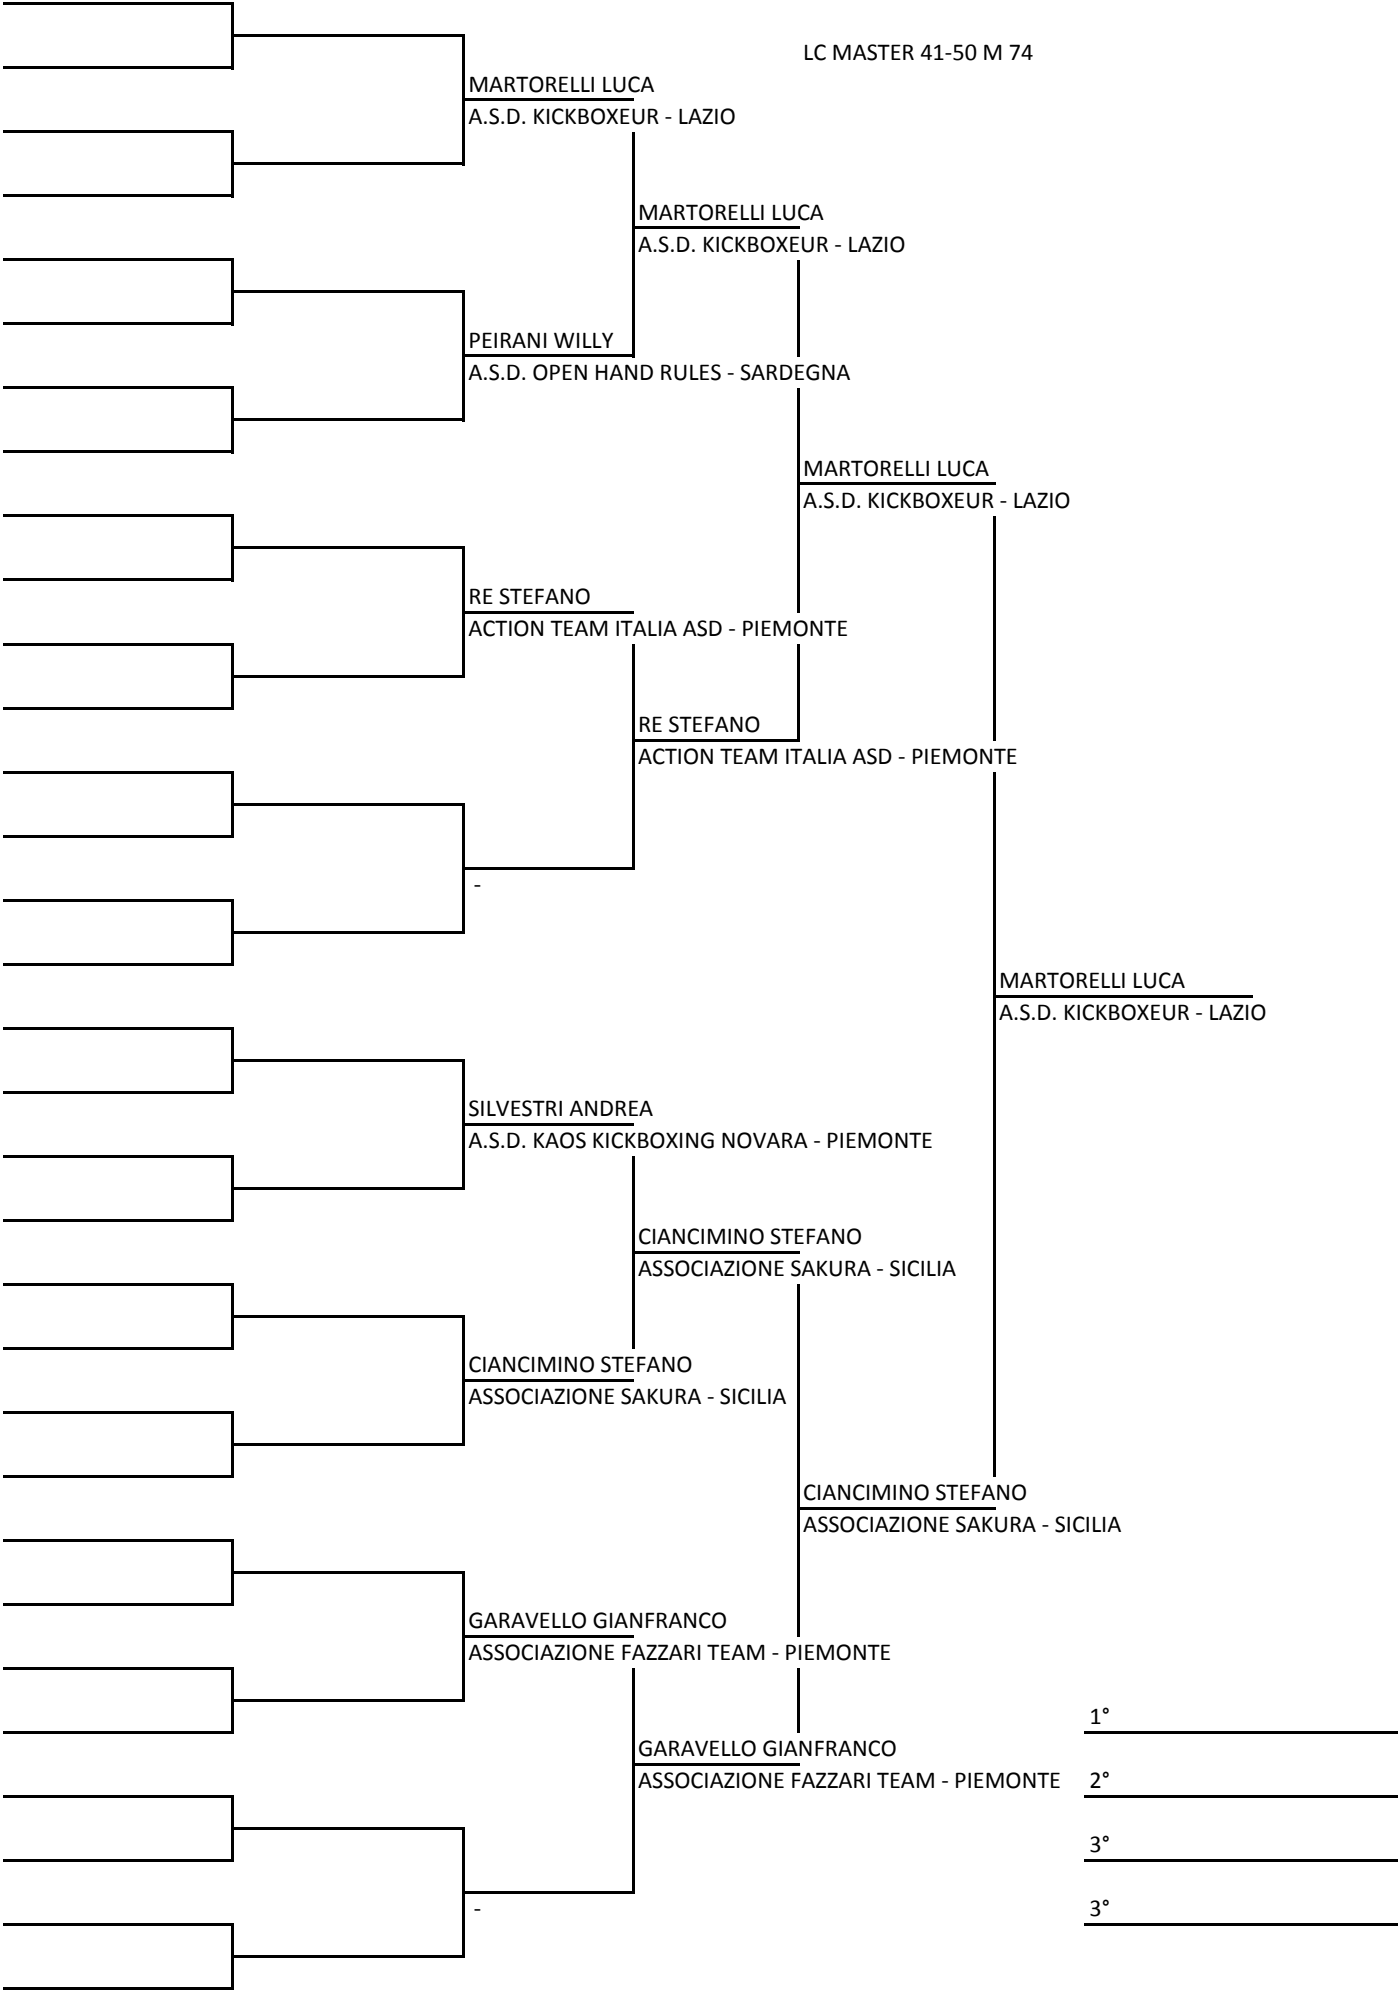 LC MASTER 41-50 M 74
MARTORELLI LUCA
A.S.D. KICKBOXEUR - LAZIO
MARTORELLI LUCA
A.S.D. KICKBOXEUR - LAZIO
PEIRANI WILLY
A.S.D. OPEN HAND RULES - SARDEGNA
MARTORELLI LUCA
A.S.D. KICKBOXEUR - LAZIO
RE STEFANO
ACTION TEAM ITALIA ASD - PIEMONTE
RE STEFANO
ACTION TEAM ITALIA ASD - PIEMONTE
-
MARTORELLI LUCA
A.S.D. KICKBOXEUR - LAZIO
SILVESTRI ANDREA
A.S.D. KAOS KICKBOXING NOVARA - PIEMONTE
CIANCIMINO STEFANO
ASSOCIAZIONE SAKURA - SICILIA
CIANCIMINO STEFANO
ASSOCIAZIONE SAKURA - SICILIA
CIANCIMINO STEFANO
ASSOCIAZIONE SAKURA - SICILIA
GARAVELLO GIANFRANCO
ASSOCIAZIONE FAZZARI TEAM - PIEMONTE
1°
GARAVELLO GIANFRANCO
ASSOCIAZIONE FAZZARI TEAM - PIEMONTE
2°
3°
-
3°